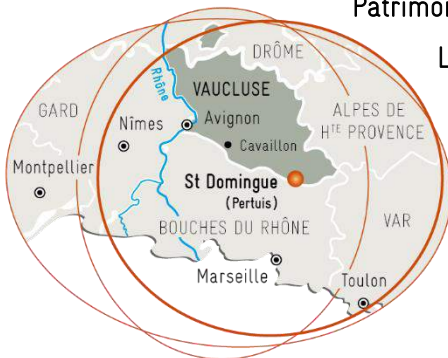 Patrimo
L
DRÔME
Rhône
VAUCLUSE
GARD
ALPES DE
HTE PROVENCE
Nîmes
Avignon
Cavaillon
Montpellier
St Domingue
(Pertuis)
BOUCHES DU RHÔNE
VAR
Marseille
Toulon